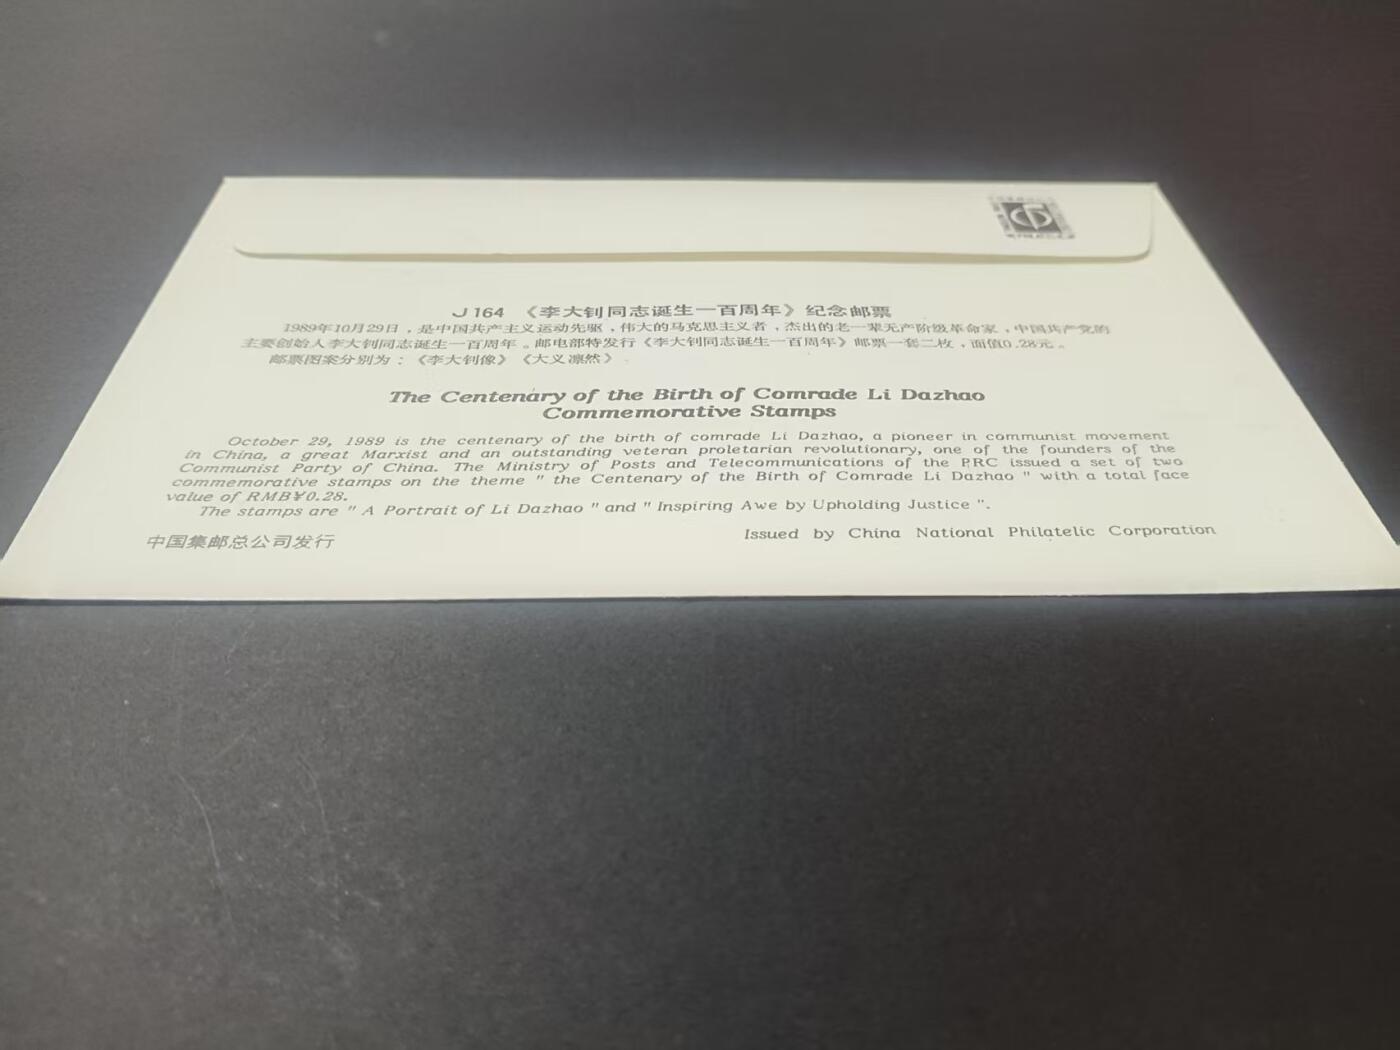 J 164 《李大钊同志诞生一百周年》纪念邮票
1989年10月29日，是中国共产主义运动先驱，伟大的马克思主义者，杰出的老一辈无产阶级革命家，中国共产党的
主要创始人李大钊同志诞生一百周年。邮电部特发行《李大钊同志诞生一百周年》邮票一套二枚，面值0.28元。
邮票图案分别为：《李大钊像》《大义凛然》
The Centenary of the Birth of Comrade Li Dazhao
Commemorative Stamps
October 29, 1989 is the centenary of the birth of comrade Li Dazhao, a pioneer in communist movement
in China, a great Marxist and an outstanding veteran proletarian revolutionary, one of the founders of the
Communist Party of China. The Ministry of Posts and Telecommunications of the PRC issued a set of two
commemorative stamps on the theme " the Centenary of the Birth of Comrade Li Dazhao " with a total face
value of RMB¥0.28.
The stamps are " A Portrait of Li Dazhao " and " Inspiring Awe by Upholding Justice ".
中国集邮总公司发行
Issued by China National Philatelic Corporation